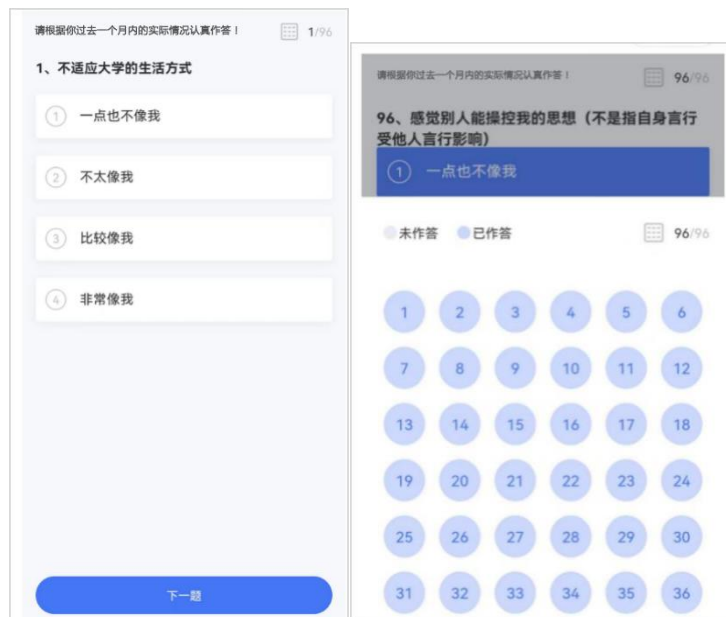 请根据你过去一个月内的实际情况认真作答！
1/96
1、不适应大学的生活方式
1 一点也不像我
2 不太像我
3 比较像我
4 非常像我
下一题
请根据你过去一个月内的实际情况认真作答！
96/96
96、感觉别人能操控我的思想（不是指自身言行
受他人言行影响）
1 一点也不像我
未作答 已作答 96/96
1 2 3 4 5 6
7 8 9 10 11 12
13 14 15 16 17 18
19 20 21 22 23 24
25 26 27 28 29 30
31 32 33 34 35 36